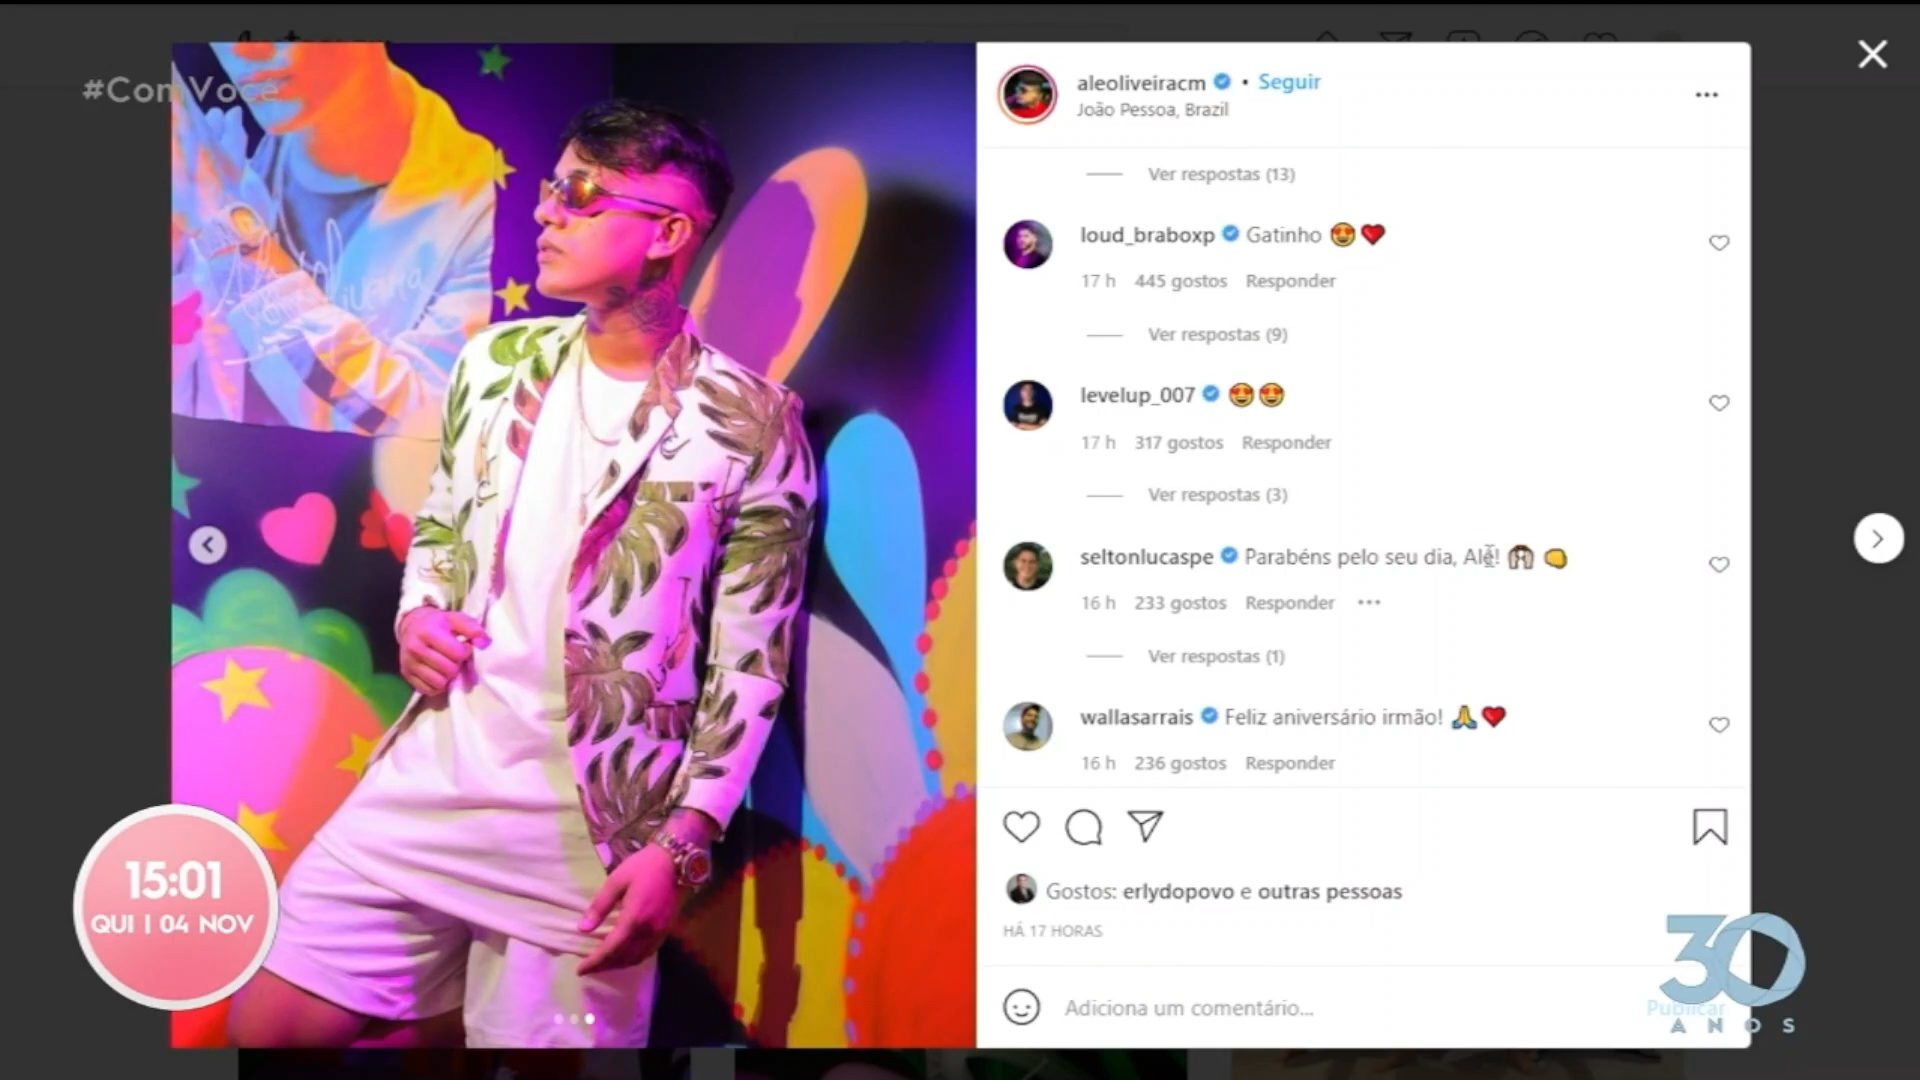 #ComVocê
aleoliveiracm • Seguir
João Pessoa, Brazil
Ver respostas (13)
loud_braboxp Gatinho 😍❤️
17 h 445 gostos Responder
Ver respostas (9)
levelup_007 😍😍
17 h 317 gostos Responder
Ver respostas (3)
seltonlucaspe Parabéns pelo seu dia, Alê! 🙌👊
16 h 233 gostos Responder
Ver respostas (1)
wallasarrais Feliz aniversário irmão! 🙏❤️
16 h 236 gostos Responder
Gostos: erlydopovo e outras pessoas
HÁ 17 HORAS
Adiciona um comentário...
Publicar
15:01
QUI | 04 NOV
30
ANOS